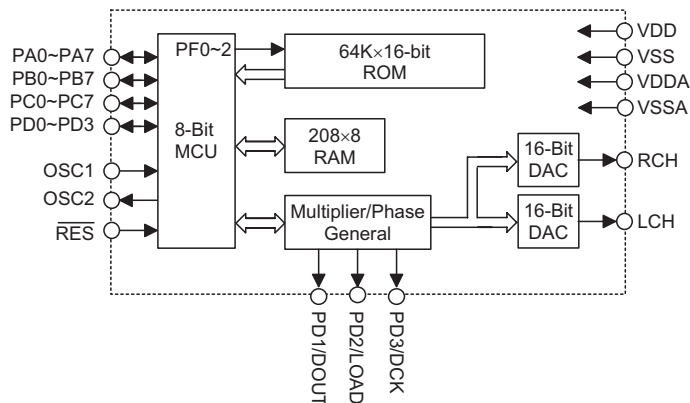 PA0~PA7
PB0~PB7
PC0~PC7
PD0~PD3
OSC1
OSC2
RES
PF0~2
8-Bit
MCU
64K×16-bit
ROM
208×8
RAM
Multiplier/Phase
General
16-Bit
DAC
16-Bit
DAC
VDD
VSS
VDDA
VSSA
RCH
LCH
PD1/DOUT
PD2/LOAD
PD3/DCK